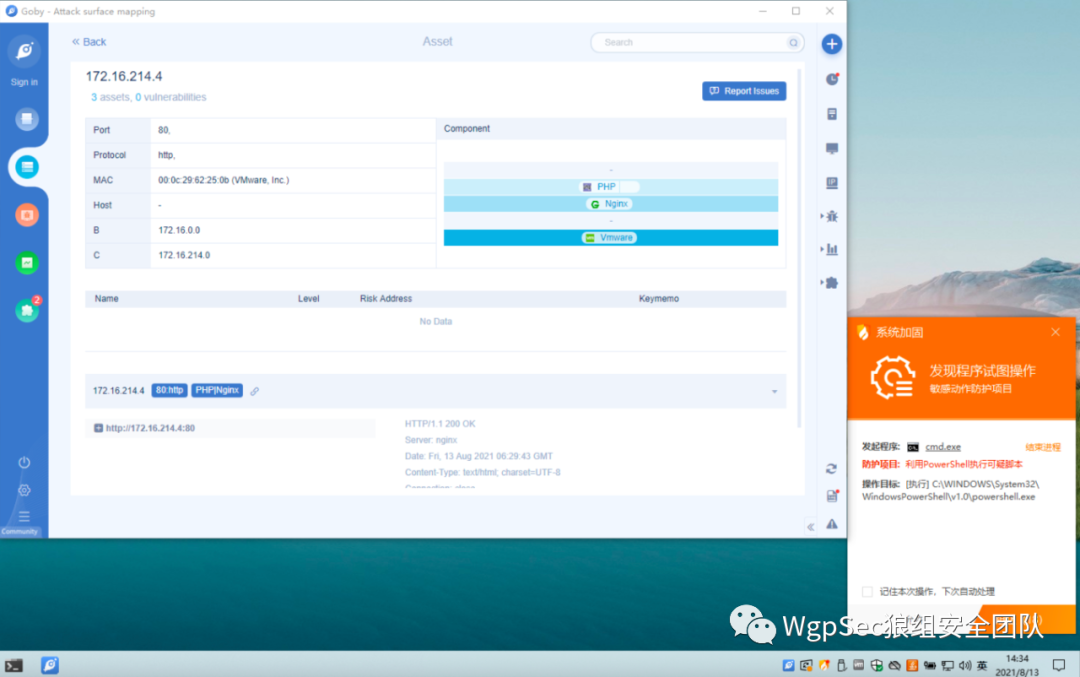 Goby - Attack surface mapping
Back
Asset
Search
Sign in
172.16.214.4
3 assets, 0 vulnerabilities
Report Issues
Port 80,
Protocol http,
MAC 00:0c:29:62:25:0b (VMware, Inc.)
Host -
B 172.16.0.0
C 172.16.214.0
Component
-
PHP
Nginx
-
Vmware
Name Level Risk Address Keymemo
No Data
172.16.214.4 80:http PHP|Nginx
http://172.16.214.4:80
HTTP/1.1 200 OK
Server: nginx
Date: Fri, 13 Aug 2021 06:29:43 GMT
Content-Type: text/html; charset=UTF-8
Connection: close
2
Community
IP
系统加固
发现程序试图操作
敏感动作防护项目
发起程序: cmd.exe 结束进程
防护项目: 利用PowerShell执行可疑脚本
操作目标: [执行] C:\WINDOWS\System32\
WindowsPowerShell\v1.0\powershell.exe
记住本次操作，下次自动处理
WgpSec狼组安全团队
英
14:34
2021/8/13